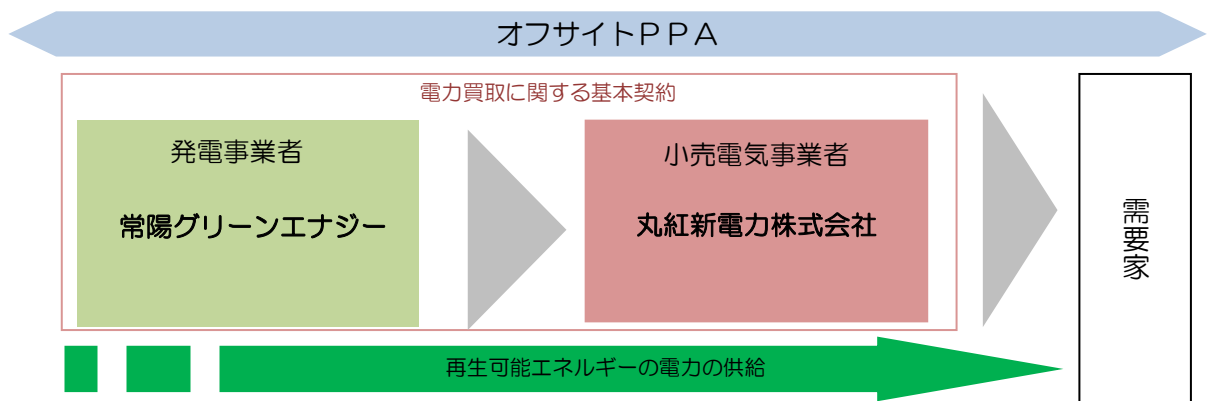 オフサイトPPA
電力買取に関する基本契約
発電事業者
常陽グリーンエナジー
小売電気事業者
丸紅新電力株式会社
需要家
再生可能エネルギーの電力の供給